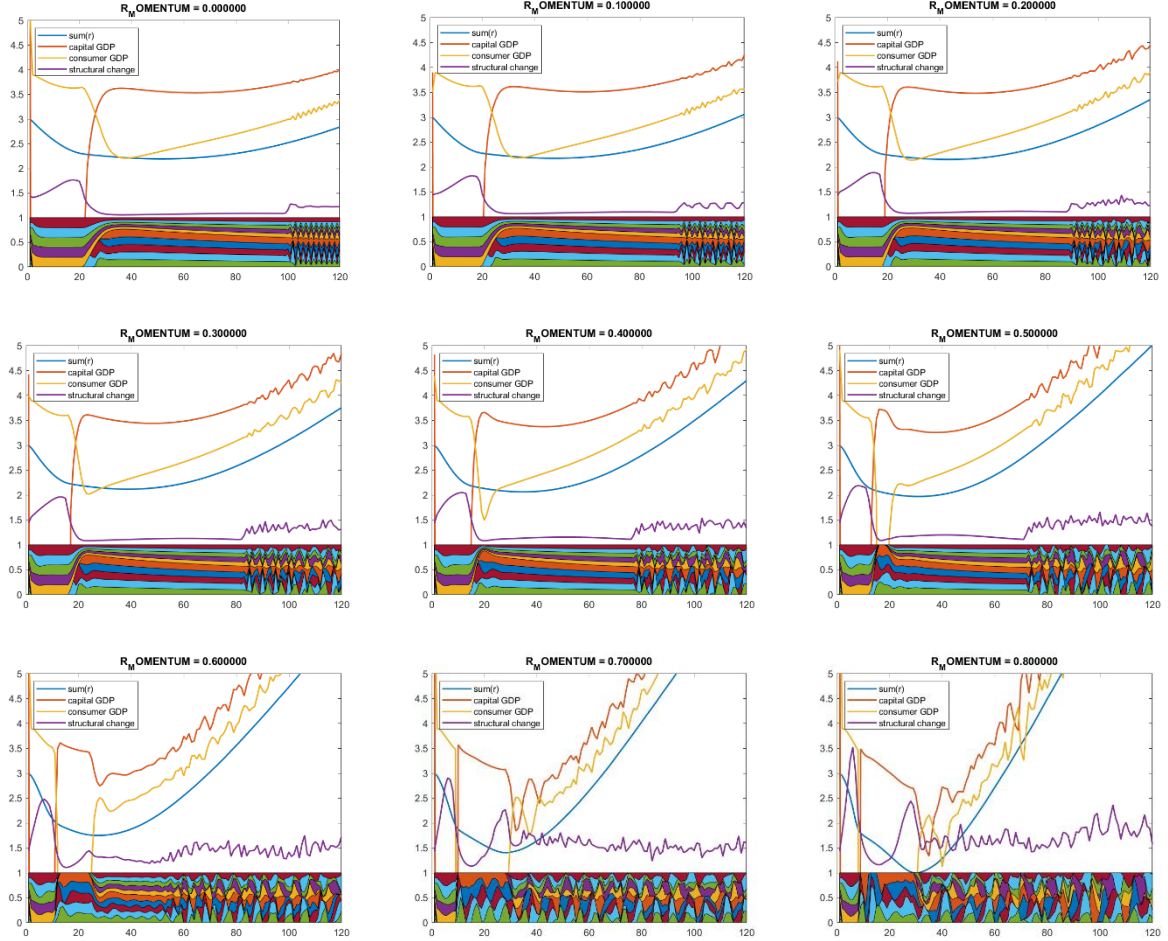 RMOMENTUM = 0.000000
5
4.5
4
3.5
3
2.5
2
1.5
1
0.5
0
sum(r)
capital GDP
consumer GDP
structural change
0 20 40 60 80 100 120
RMOMENTUM = 0.100000
5
4.5
4
3.5
3
2.5
2
1.5
1
0.5
0
sum(r)
capital GDP
consumer GDP
structural change
0 20 40 60 80 100 120
RMOMENTUM = 0.200000
5
4.5
4
3.5
3
2.5
2
1.5
1
0.5
0
sum(r)
capital GDP
consumer GDP
structural change
0 20 40 60 80 100 120
RMOMENTUM = 0.300000
5
4.5
4
3.5
3
2.5
2
1.5
1
0.5
0
sum(r)
capital GDP
consumer GDP
structural change
0 20 40 60 80 100 120
RMOMENTUM = 0.400000
5
4.5
4
3.5
3
2.5
2
1.5
1
0.5
0
sum(r)
capital GDP
consumer GDP
structural change
0 20 40 60 80 100 120
RMOMENTUM = 0.500000
5
4.5
4
3.5
3
2.5
2
1.5
1
0.5
0
sum(r)
capital GDP
consumer GDP
structural change
0 20 40 60 80 100 120
RMOMENTUM = 0.600000
5
4.5
4
3.5
3
2.5
2
1.5
1
0.5
0
sum(r)
capital GDP
consumer GDP
structural change
0 20 40 60 80 100 120
RMOMENTUM = 0.700000
5
4.5
4
3.5
3
2.5
2
1.5
1
0.5
0
sum(r)
capital GDP
consumer GDP
structural change
0 20 40 60 80 100 120
RMOMENTUM = 0.800000
5
4.5
4
3.5
3
2.5
2
1.5
1
0.5
0
sum(r)
capital GDP
consumer GDP
structural change
0 20 40 60 80 100 120